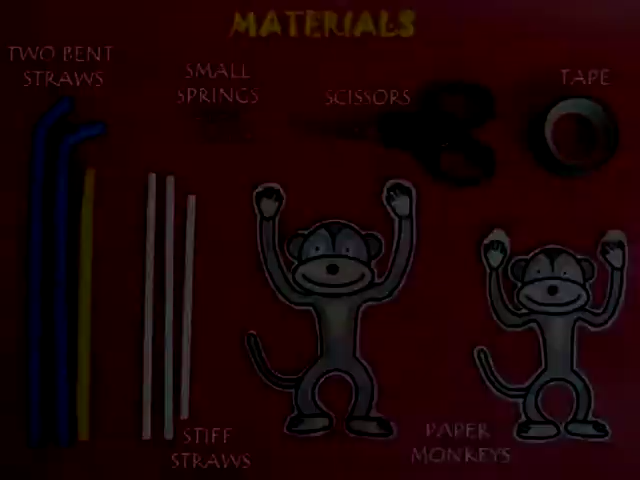 MATERIALS
TWO BENT
STRAWS
SMALL
SPRINGS
SCISSORS
TAPE
STIFF
STRAWS
PAPER
MONKEYS